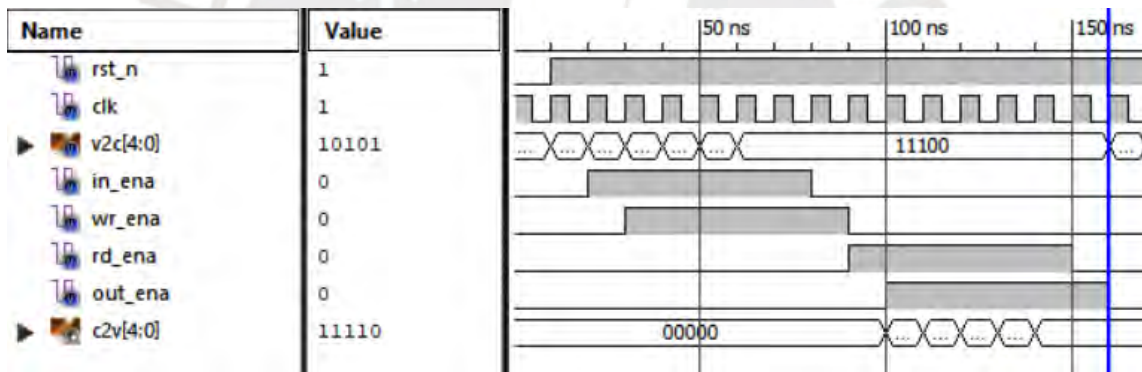 Name Value 50 ns 100 ns 150 ns
rst_n 1
clk 1
v2c[4:0] 10101 ... ... ... ... ... ... 11100 ...
in_ena 0
wr_ena 0
rd_ena 0
out_ena 0
c2v[4:0] 11110 00000 ... ... ... ...